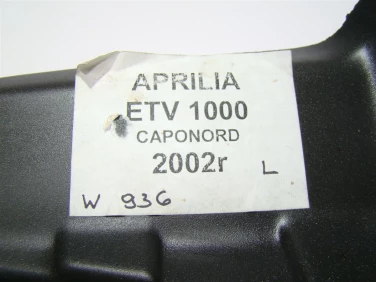 APRILIA
ETV 1000
CAPONORD
2002r L
W 936